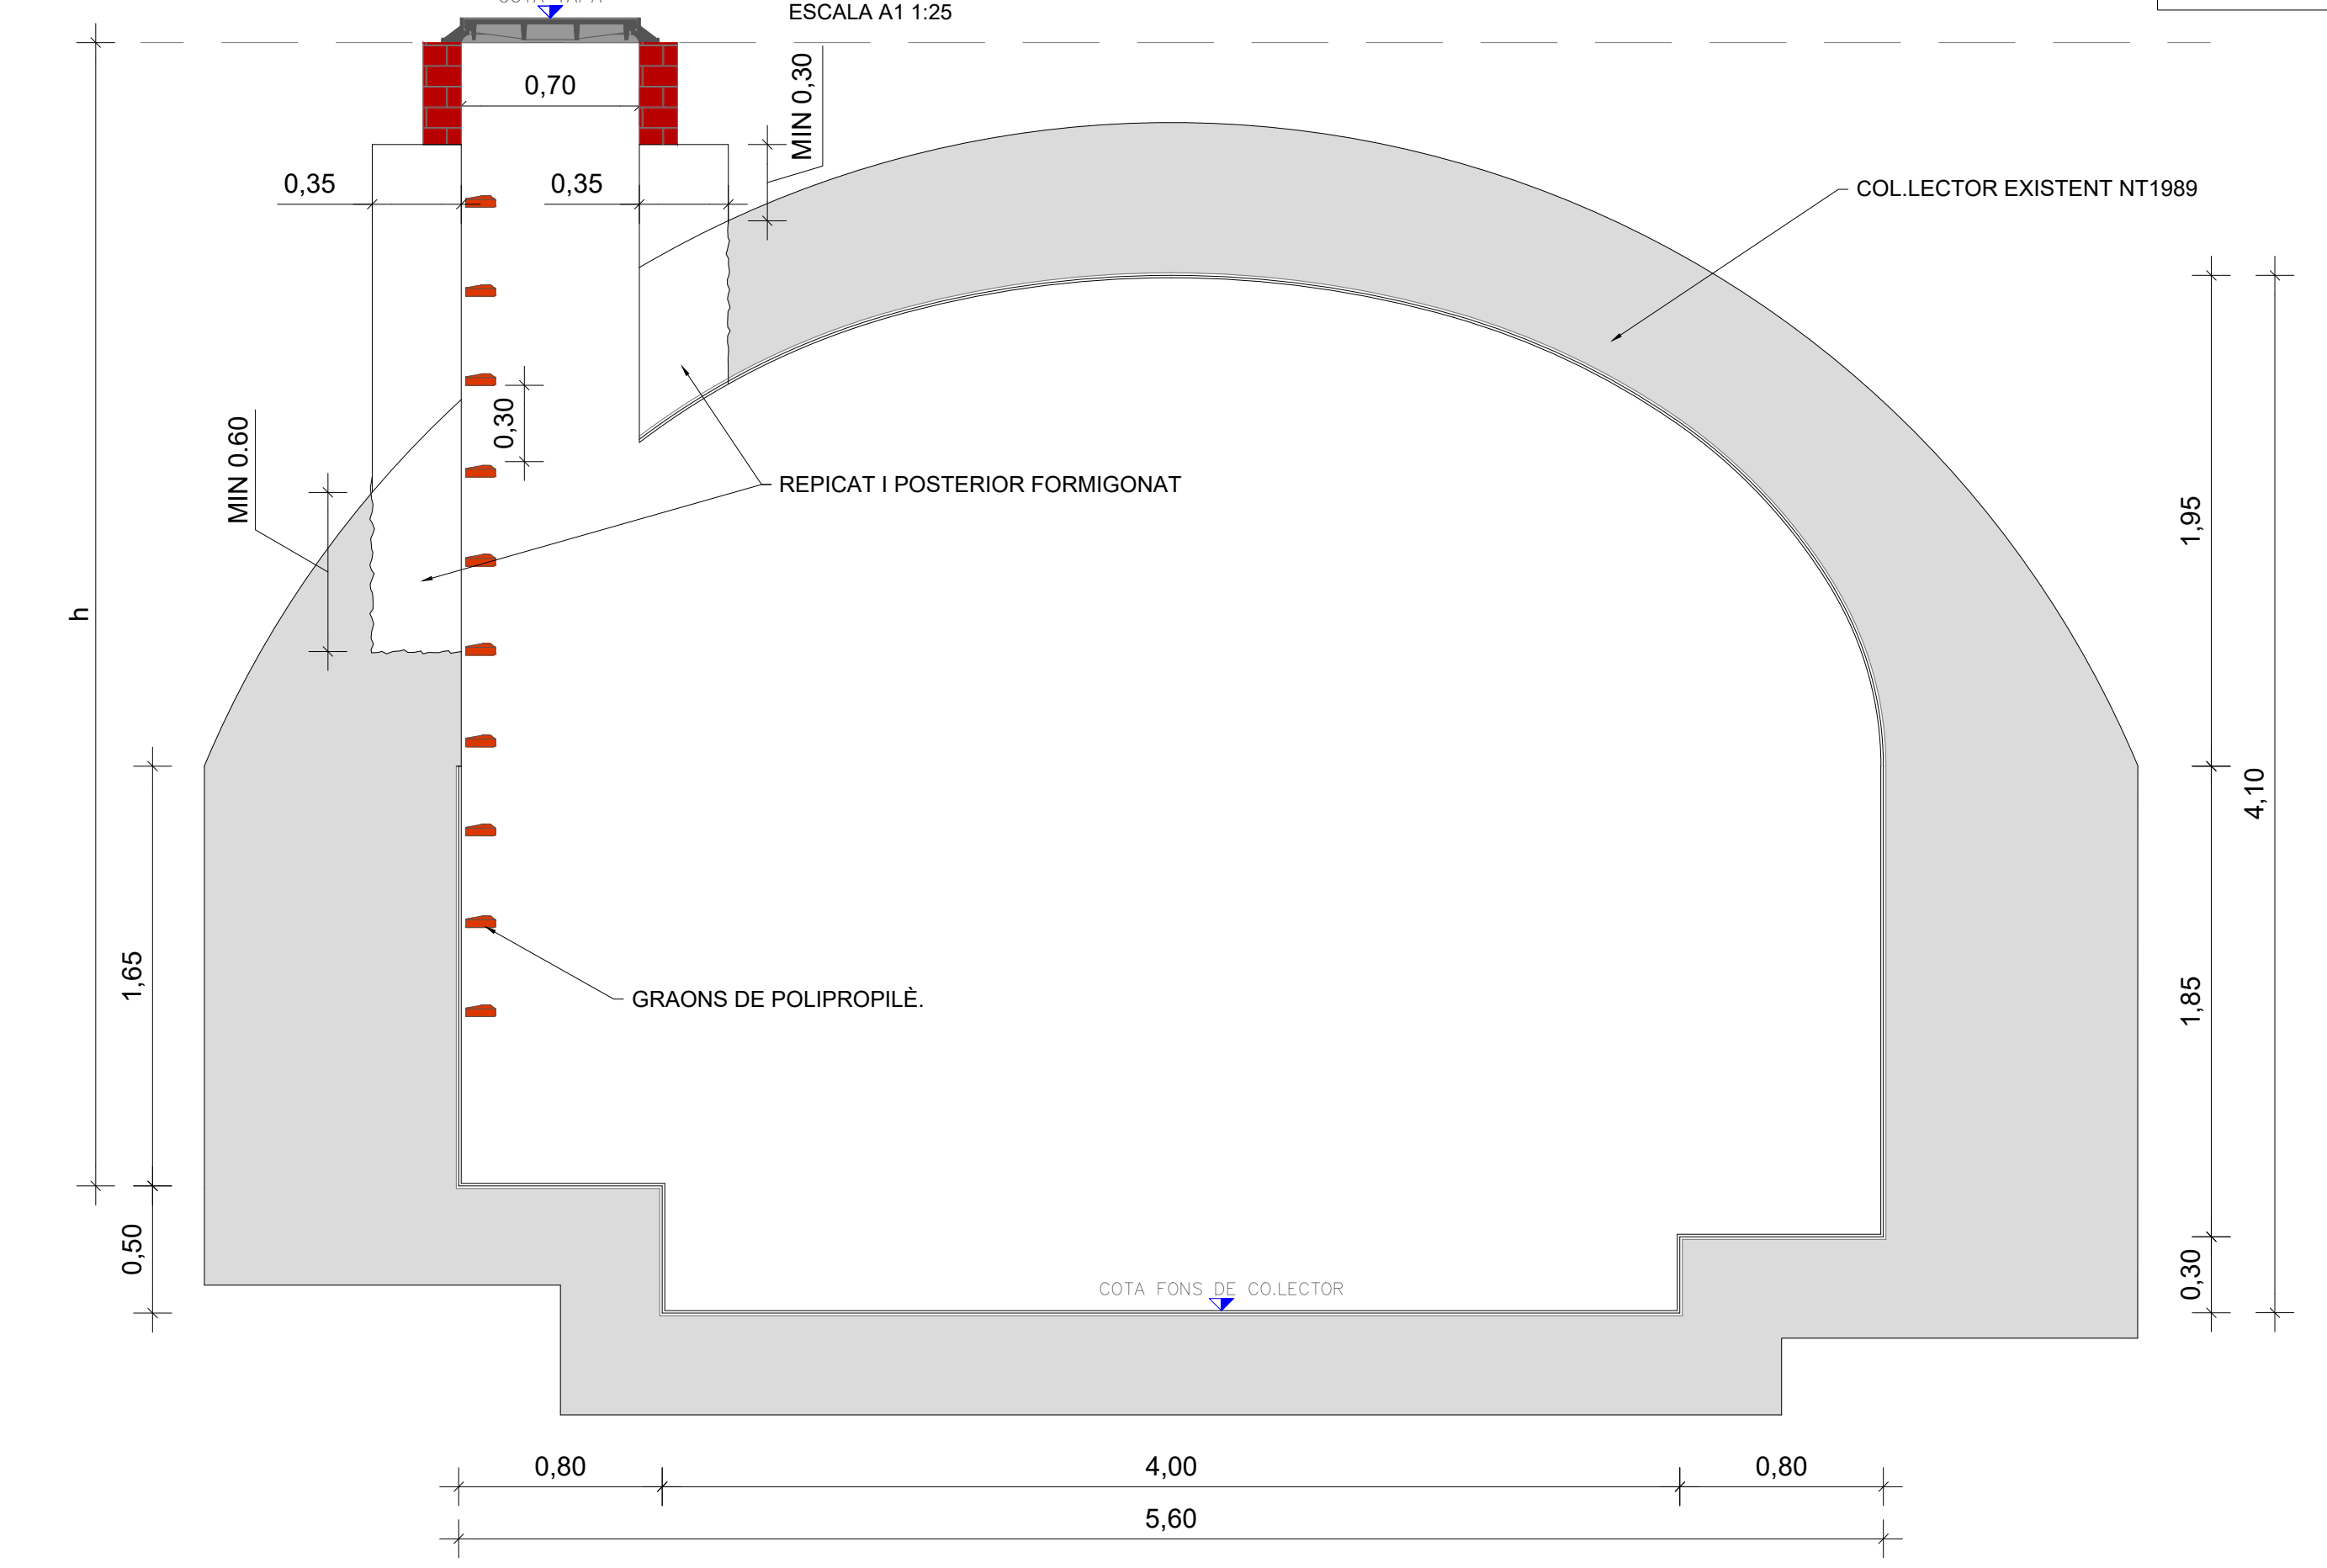 ESCALA A1 1:25
0,70
MIN 0,30
0,35
0,35
COL.LECTOR EXISTENT NT1989
0,30
MIN 0.60
REPICAT I POSTERIOR FORMIGONAT
1,95
h
4,10
1,65
GRAONS DE POLIPROPILÈ.
1,85
0,50
COTA FONS DE CO.LECTOR
0,30
0,80
4,00
0,80
5,60